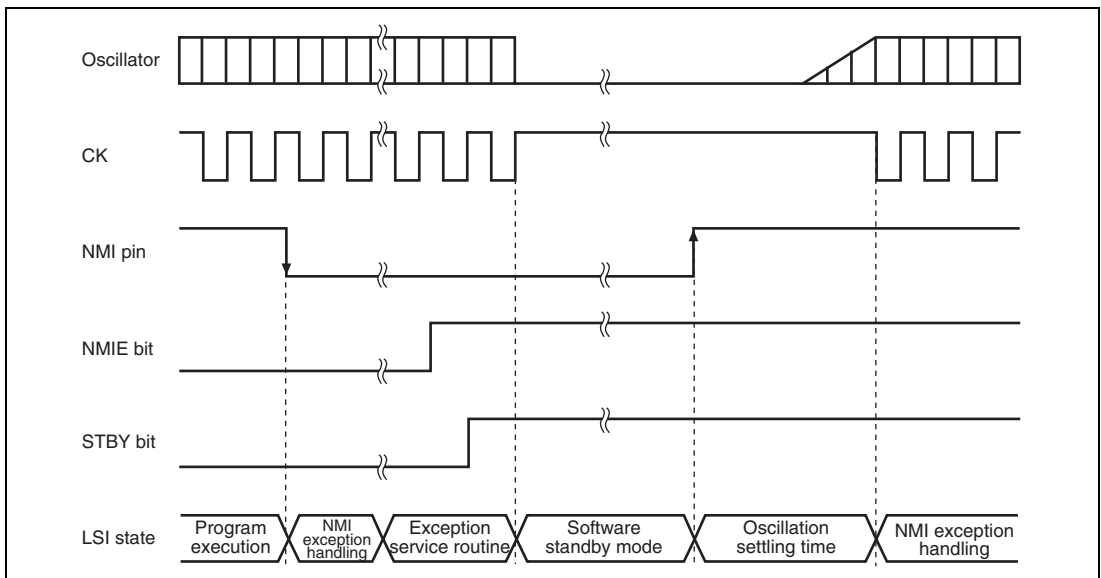 Oscillator
CK
NMI pin
NMIE bit
STBY bit
LSI state
Program
execution
NMI
exception
handling
Exception
service routine
Software
standby mode
Oscillation
settling time
NMI exception
handling